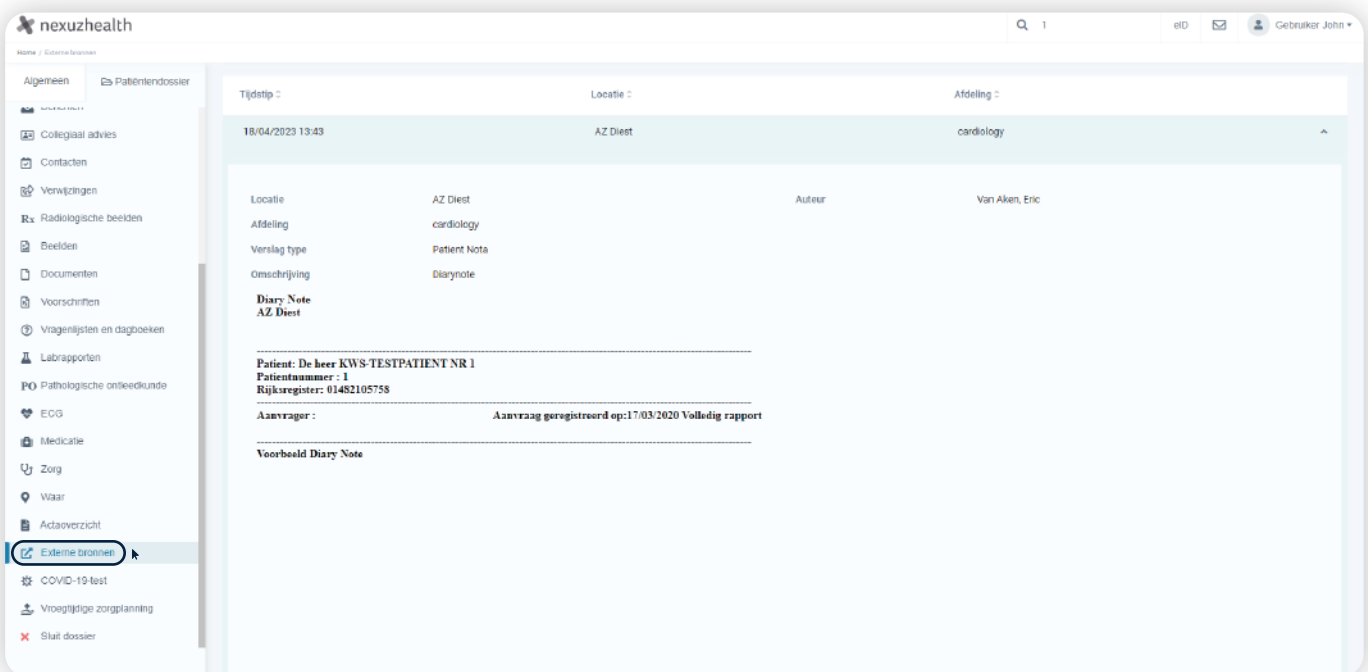 nexuzhealth
1
eID
Gebruiker John
Home / Externe bronnen
Algemeen
Patiëntendossier
Collegiaal advies
Contacten
Verwijzingen
Rx Radiologische beelden
Beelden
Documenten
Voorschriften
Vragenlijsten en dagboeken
Labrapporten
PO Pathologische ontleedkunde
ECG
Medicatie
Zorg
Waar
Actaoverzicht
Externe bronnen
COVID-19-test
Vroegtijdige zorgplanning
Sluit dossier
Tijdstip Locatie Afdeling
18/04/2023 13:43 AZ Diest cardiology
Locatie AZ Diest Auteur Van Aken, Eric
Afdeling cardiology
Verslag type Patient Nota
Omschrijving Diarynote
Diary Note
AZ Diest
Patient: De heer KWS-TESTPATIENT NR 1
Patientnummer : 1
Rijksregister: 01482105758
Aanvrager : Aanvraag geregistreerd op:17/03/2020 Volledig rapport
Voorbeeld Diary Note